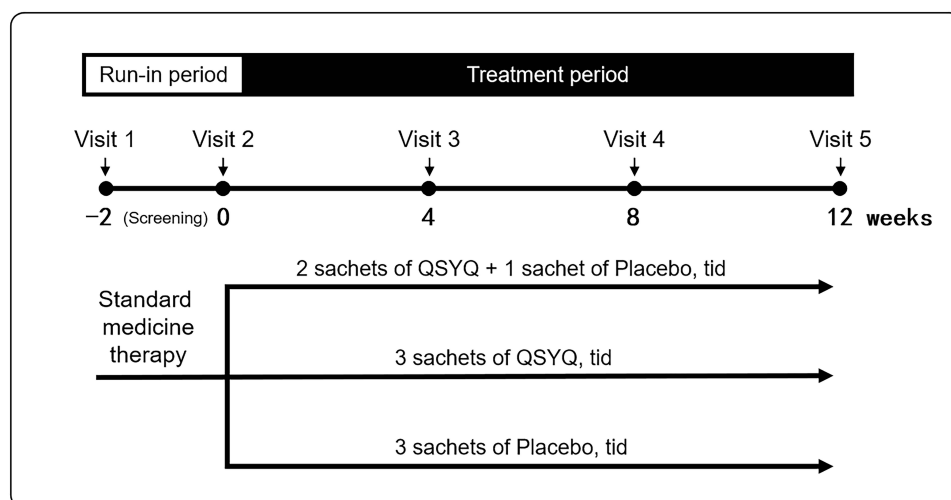 Run-in period Treatment period
Visit 1 Visit 2 Visit 3 Visit 4 Visit 5
−2 (Screening) 0 4 8 12 weeks
2 sachets of QSYQ + 1 sachet of Placebo, tid
Standard
medicine
therapy
3 sachets of QSYQ, tid
3 sachets of Placebo, tid